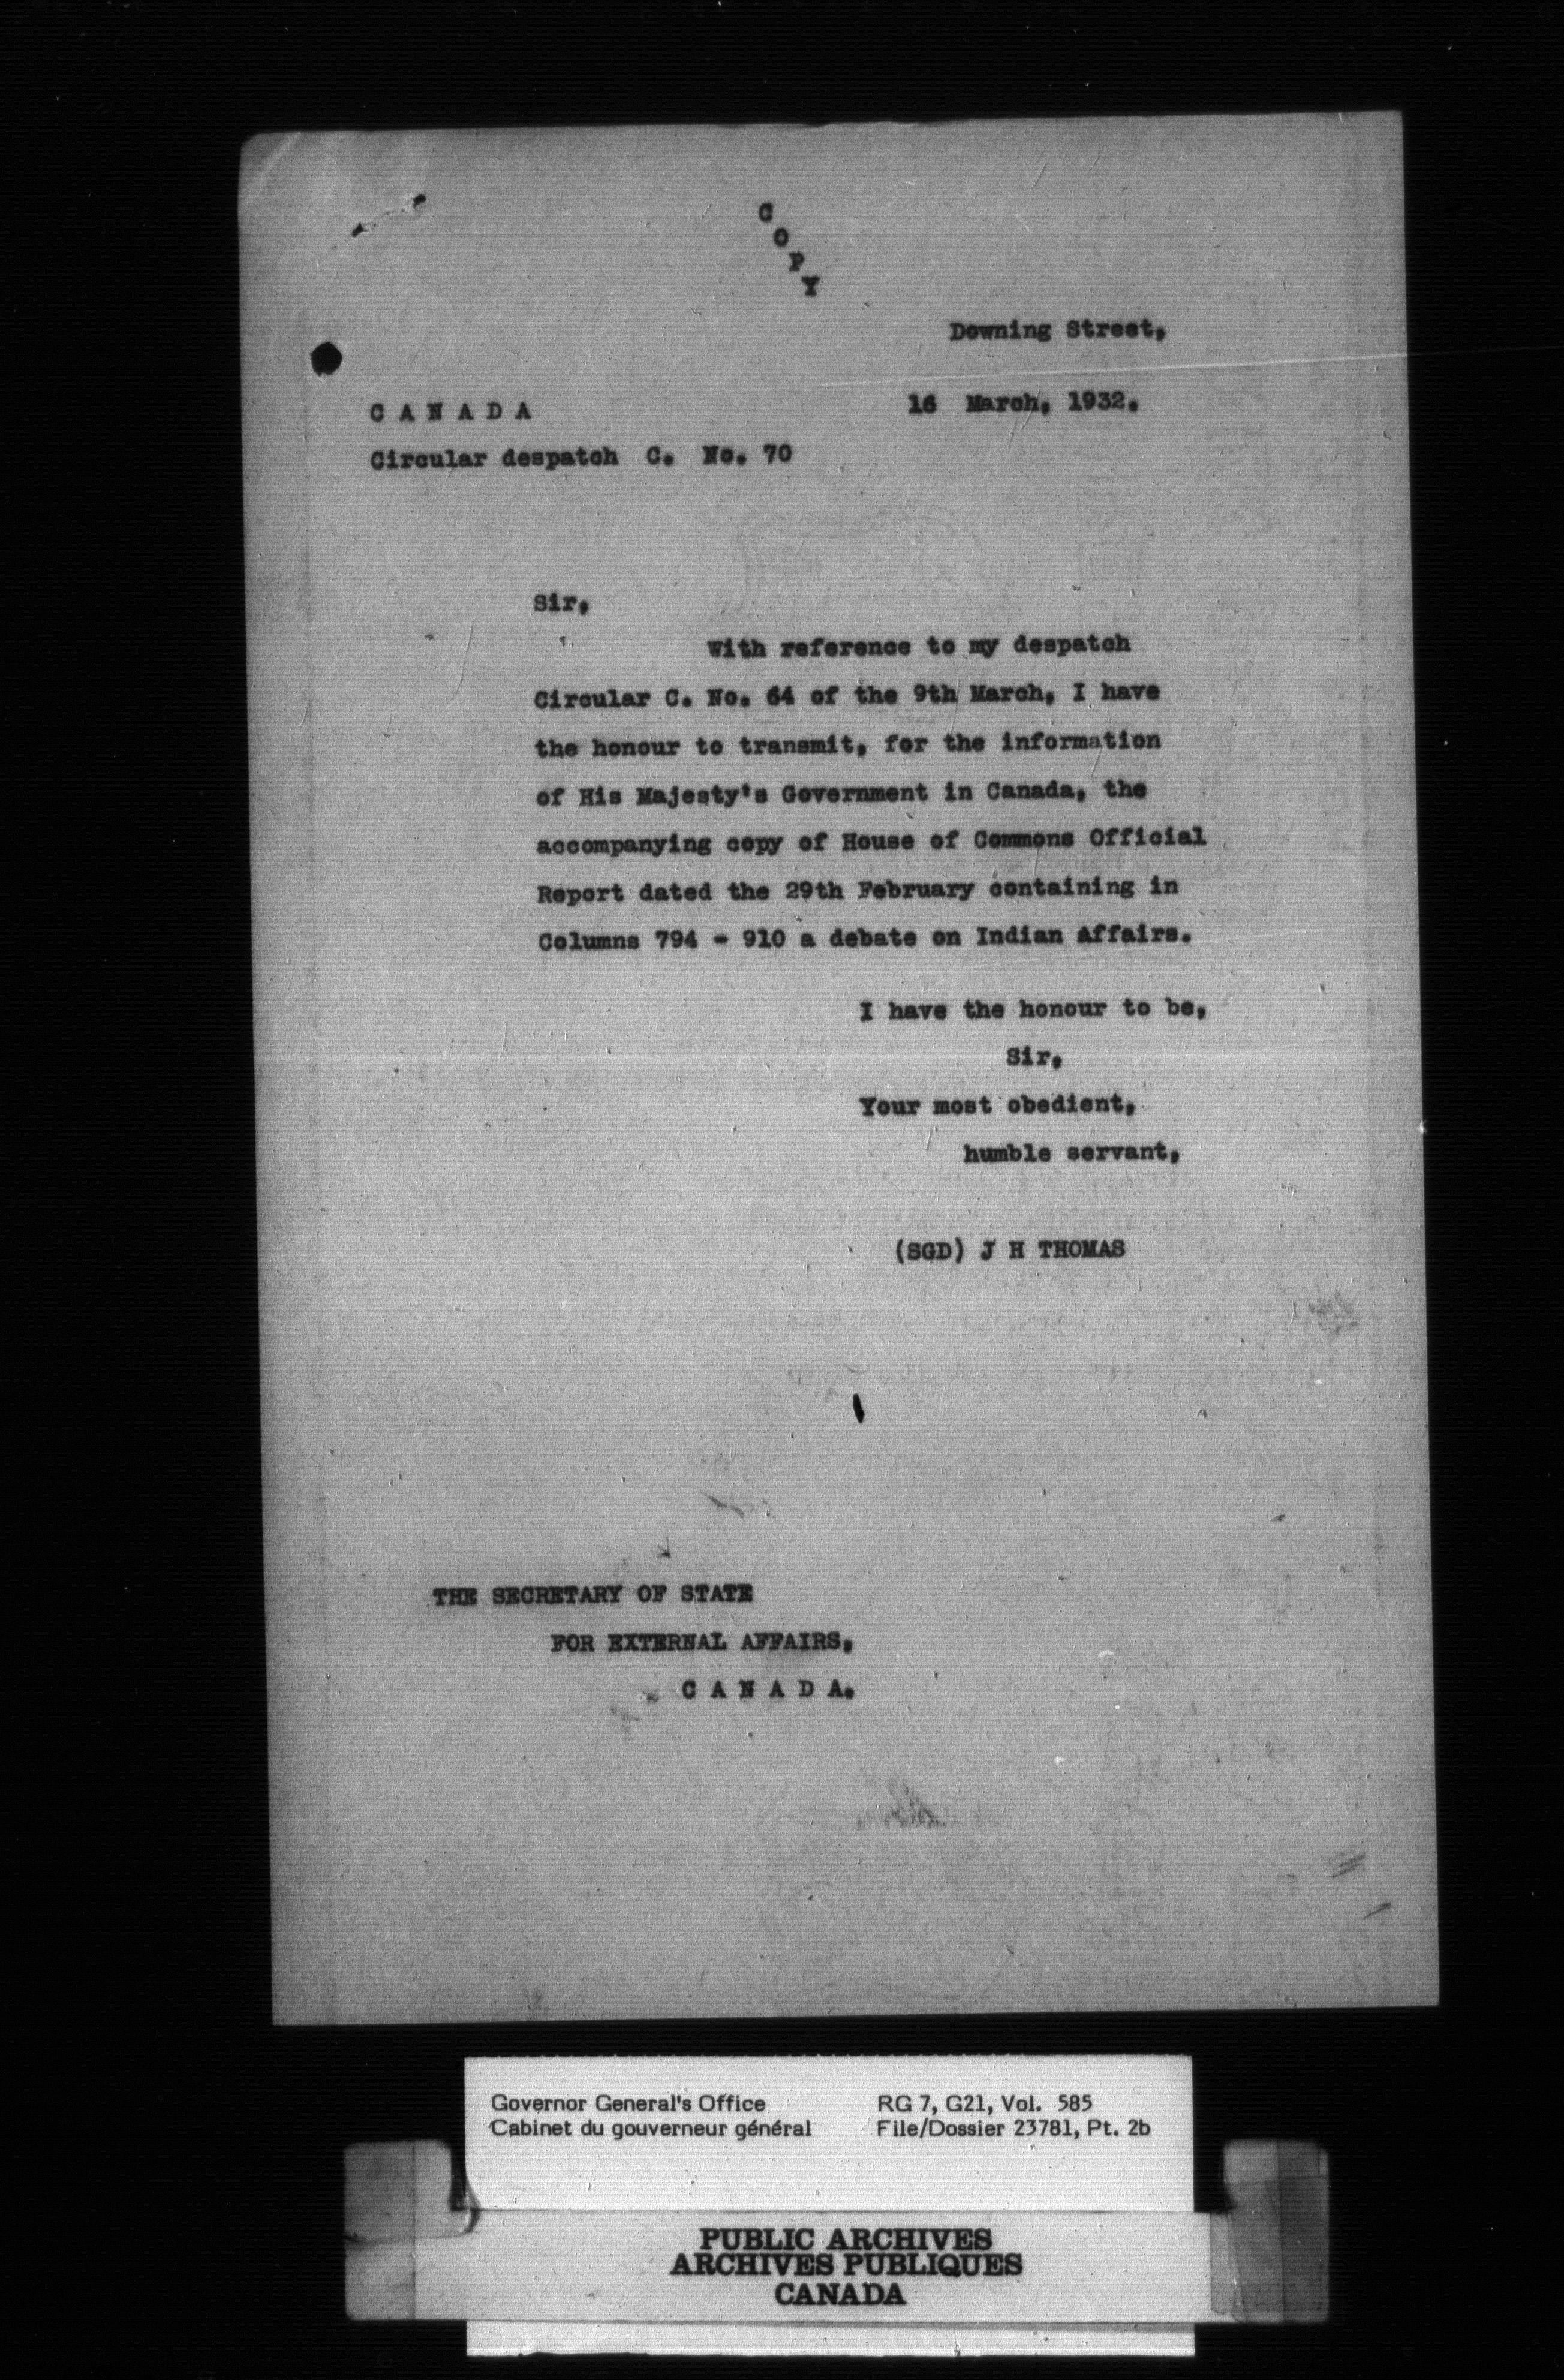 COPY
Downing Street,
CANADA
16 March, 1932.
Circular despatch C. No. 70
Sir,
With reference to my despatch
Circular C. No. 64 of the 9th March, I have
the honour to transmit, for the information
of His Majesty's Government in Canada, the
accompanying copy of House of Commons Official
Report dated the 29th February containing in
Columns 794 - 910 a debate on Indian Affairs.
I have the honour to be,
Sir,
Your most obedient,
humble servant,
(SGD) J H THOMAS
THE SECRETARY OF STATE
FOR EXTERNAL AFFAIRS,
CANADA.
Governor General's Office
Cabinet du gouverneur général
RG 7, G21, Vol. 585
File/Dossier 23781, Pt. 2b
PUBLIC ARCHIVES
ARCHIVES PUBLIQUES
CANADA